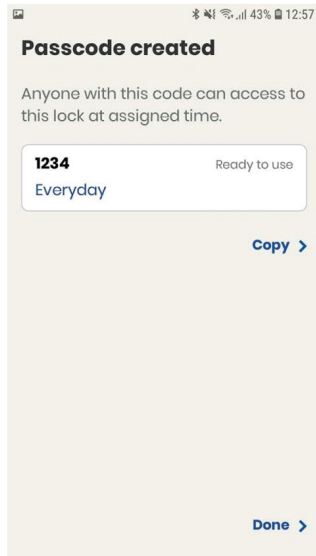 43% 12:57
Passcode created
Anyone with this code can access to
this lock at assigned time.
1234 Ready to use
Everyday
Copy
Done